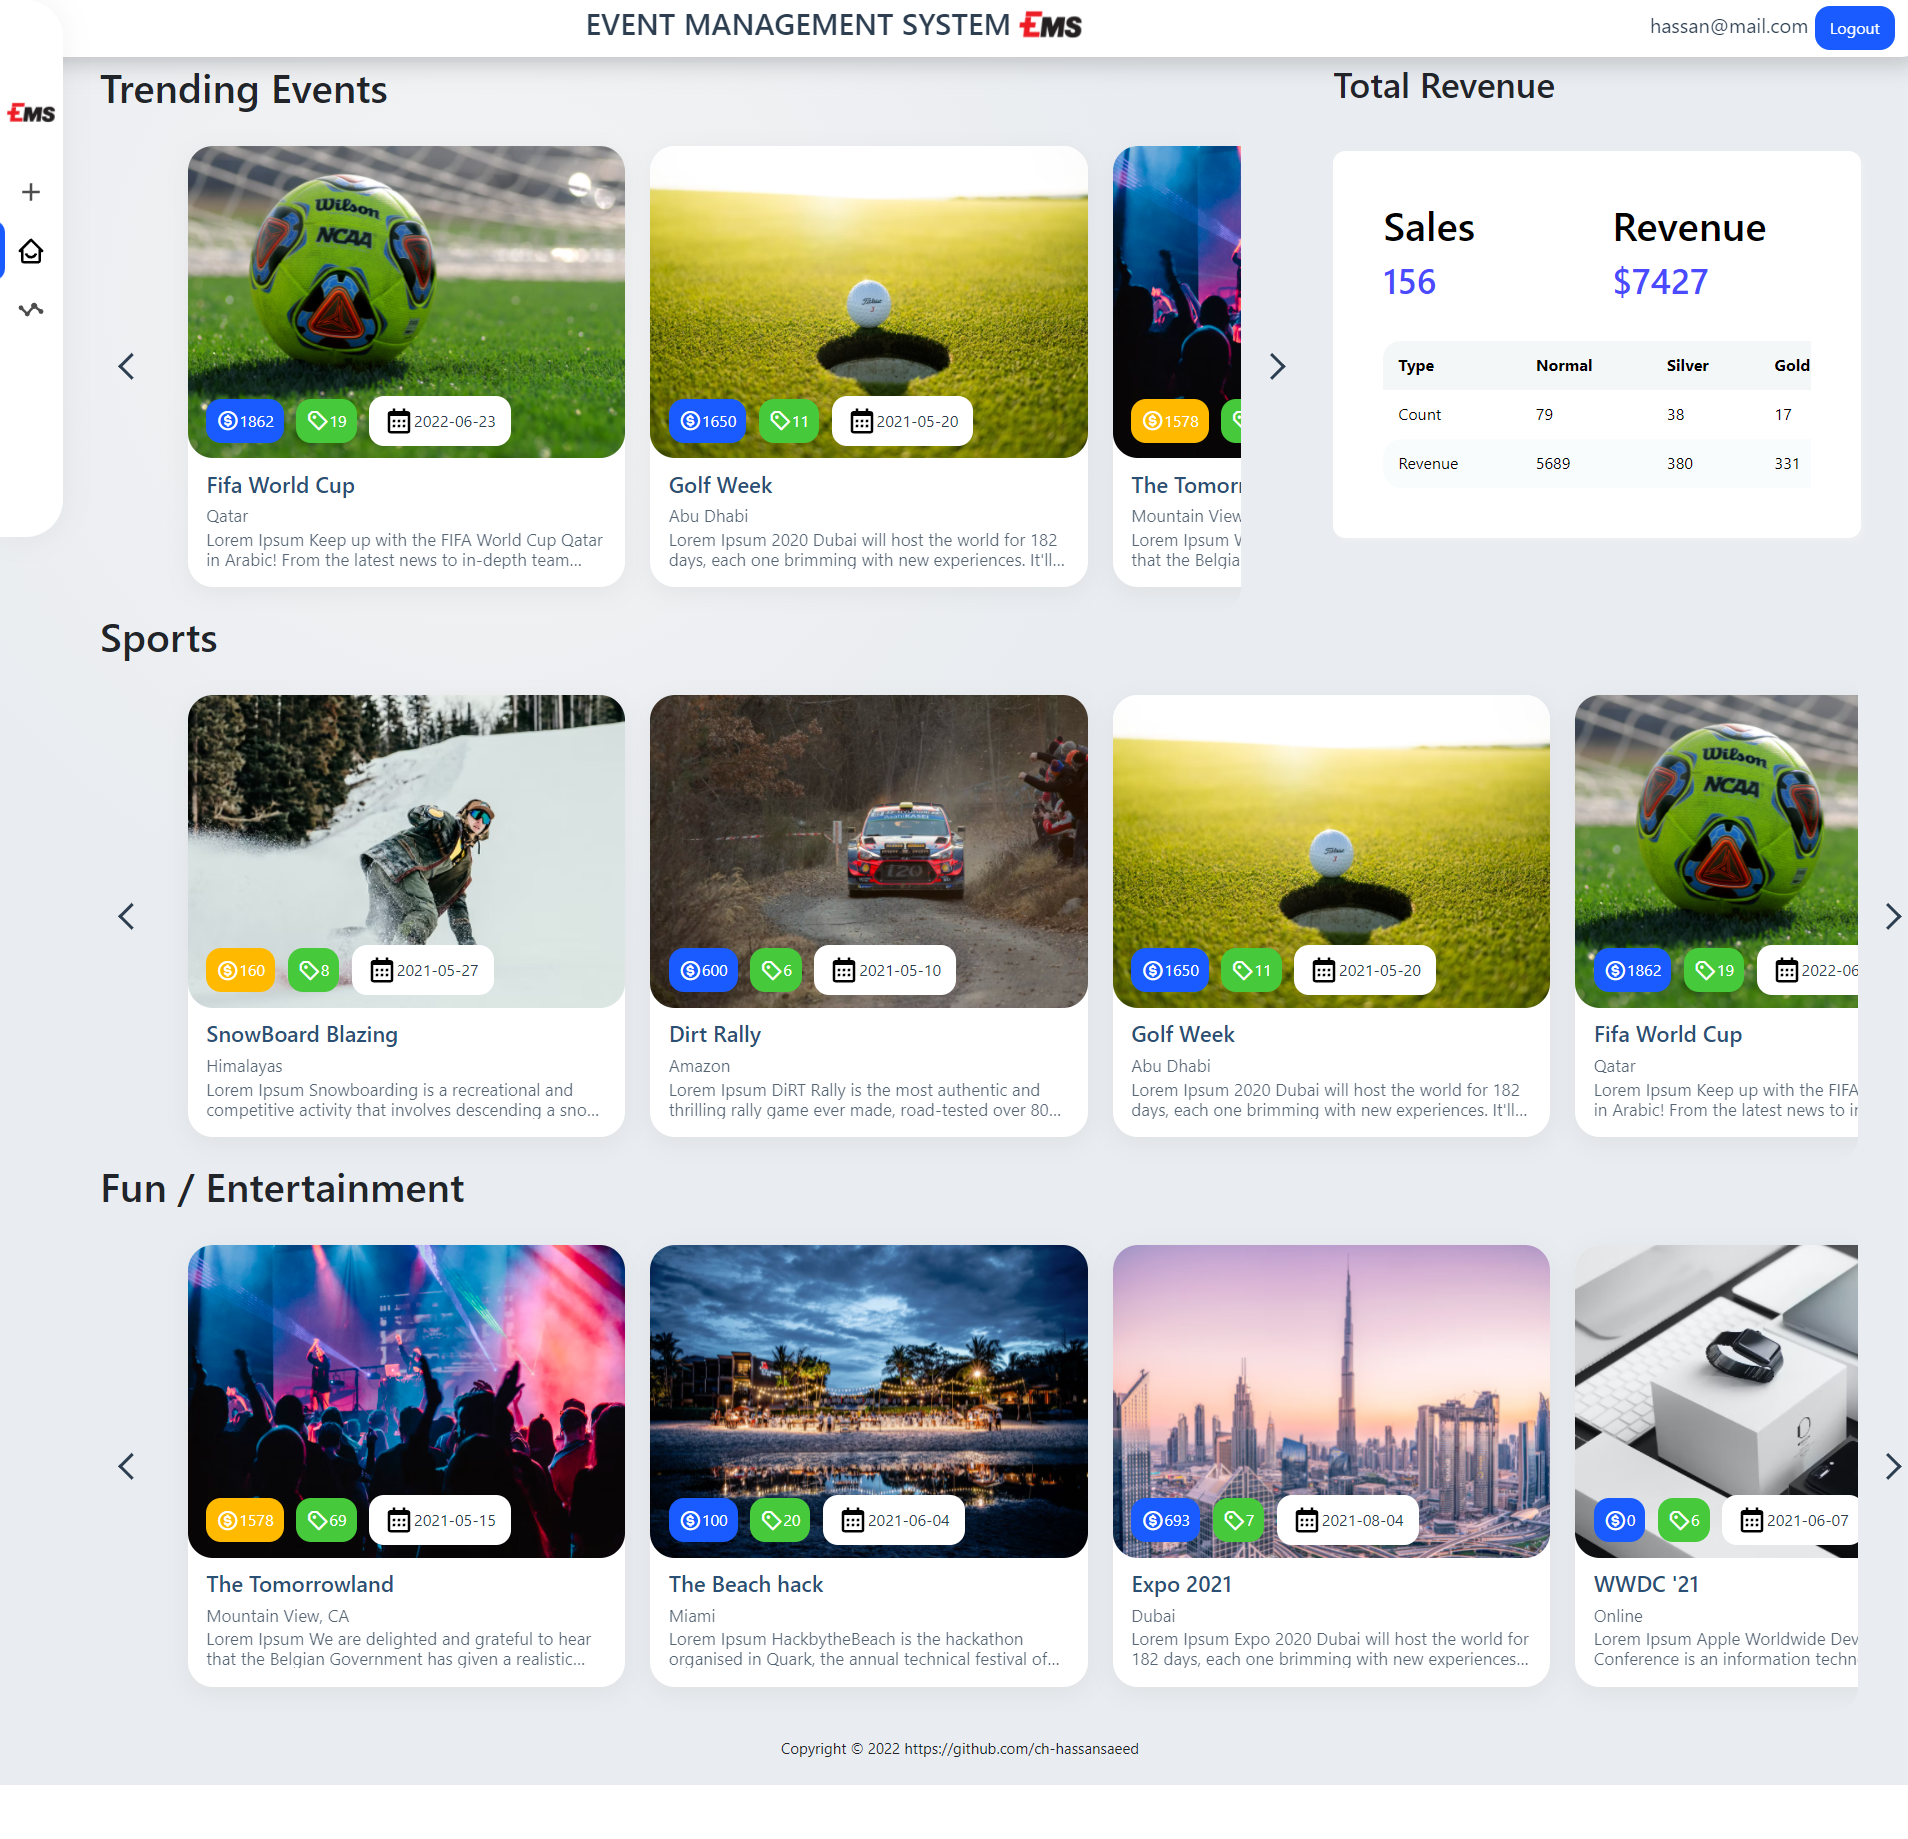 EVENT MANAGEMENT SYSTEM EMS
hassan@mail.com
Logout
EMS
Trending Events
Wilson
NCAA
1862
19
2022-06-23
Fifa World Cup
Qatar
Lorem Ipsum Keep up with the FIFA World Cup Qatar
in Arabic! From the latest news to in-depth team...
Titleist
3
1650
11
2021-05-20
Golf Week
Abu Dhabi
Lorem Ipsum 2020 Dubai will host the world for 182
days, each one brimming with new experiences. It'll...
1578
The Tomor
Mountain View
Lorem Ipsum
that the Belgia
Total Revenue
Sales
156
Revenue
$7427
Type Normal Silver Gold
Count 79 38 17
Revenue 5689 380 331
Sports
160
8
2021-05-27
SnowBoard Blazing
Himalayas
Lorem Ipsum Snowboarding is a recreational and
competitive activity that involves descending a sno...
i20
600
6
2021-05-10
Dirt Rally
Amazon
Lorem Ipsum DiRT Rally is the most authentic and
thrilling rally game ever made, road-tested over 80...
Titleist
3
1650
11
2021-05-20
Golf Week
Abu Dhabi
Lorem Ipsum 2020 Dubai will host the world for 182
days, each one brimming with new experiences. It'll...
Wilson
NCAA
1862
19
2022-06
Fifa World Cup
Qatar
Lorem Ipsum Keep up with the FIFA
in Arabic! From the latest news to i
Fun / Entertainment
1578
69
2021-05-15
The Tomorrowland
Mountain View, CA
Lorem Ipsum We are delighted and grateful to hear
that the Belgian Government has given a realistic...
100
20
2021-06-04
The Beach hack
Miami
Lorem Ipsum HackbytheBeach is the hackathon
organised in Quark, the annual technical festival of...
693
7
2021-08-04
Expo 2021
Dubai
Lorem Ipsum Expo 2020 Dubai will host the world for
182 days, each one brimming with new experiences...
0
6
2021-06-07
WWDC '21
Online
Lorem Ipsum Apple Worldwide Dev
Conference is an information techn
Copyright © 2022 https://github.com/ch-hassansaeed